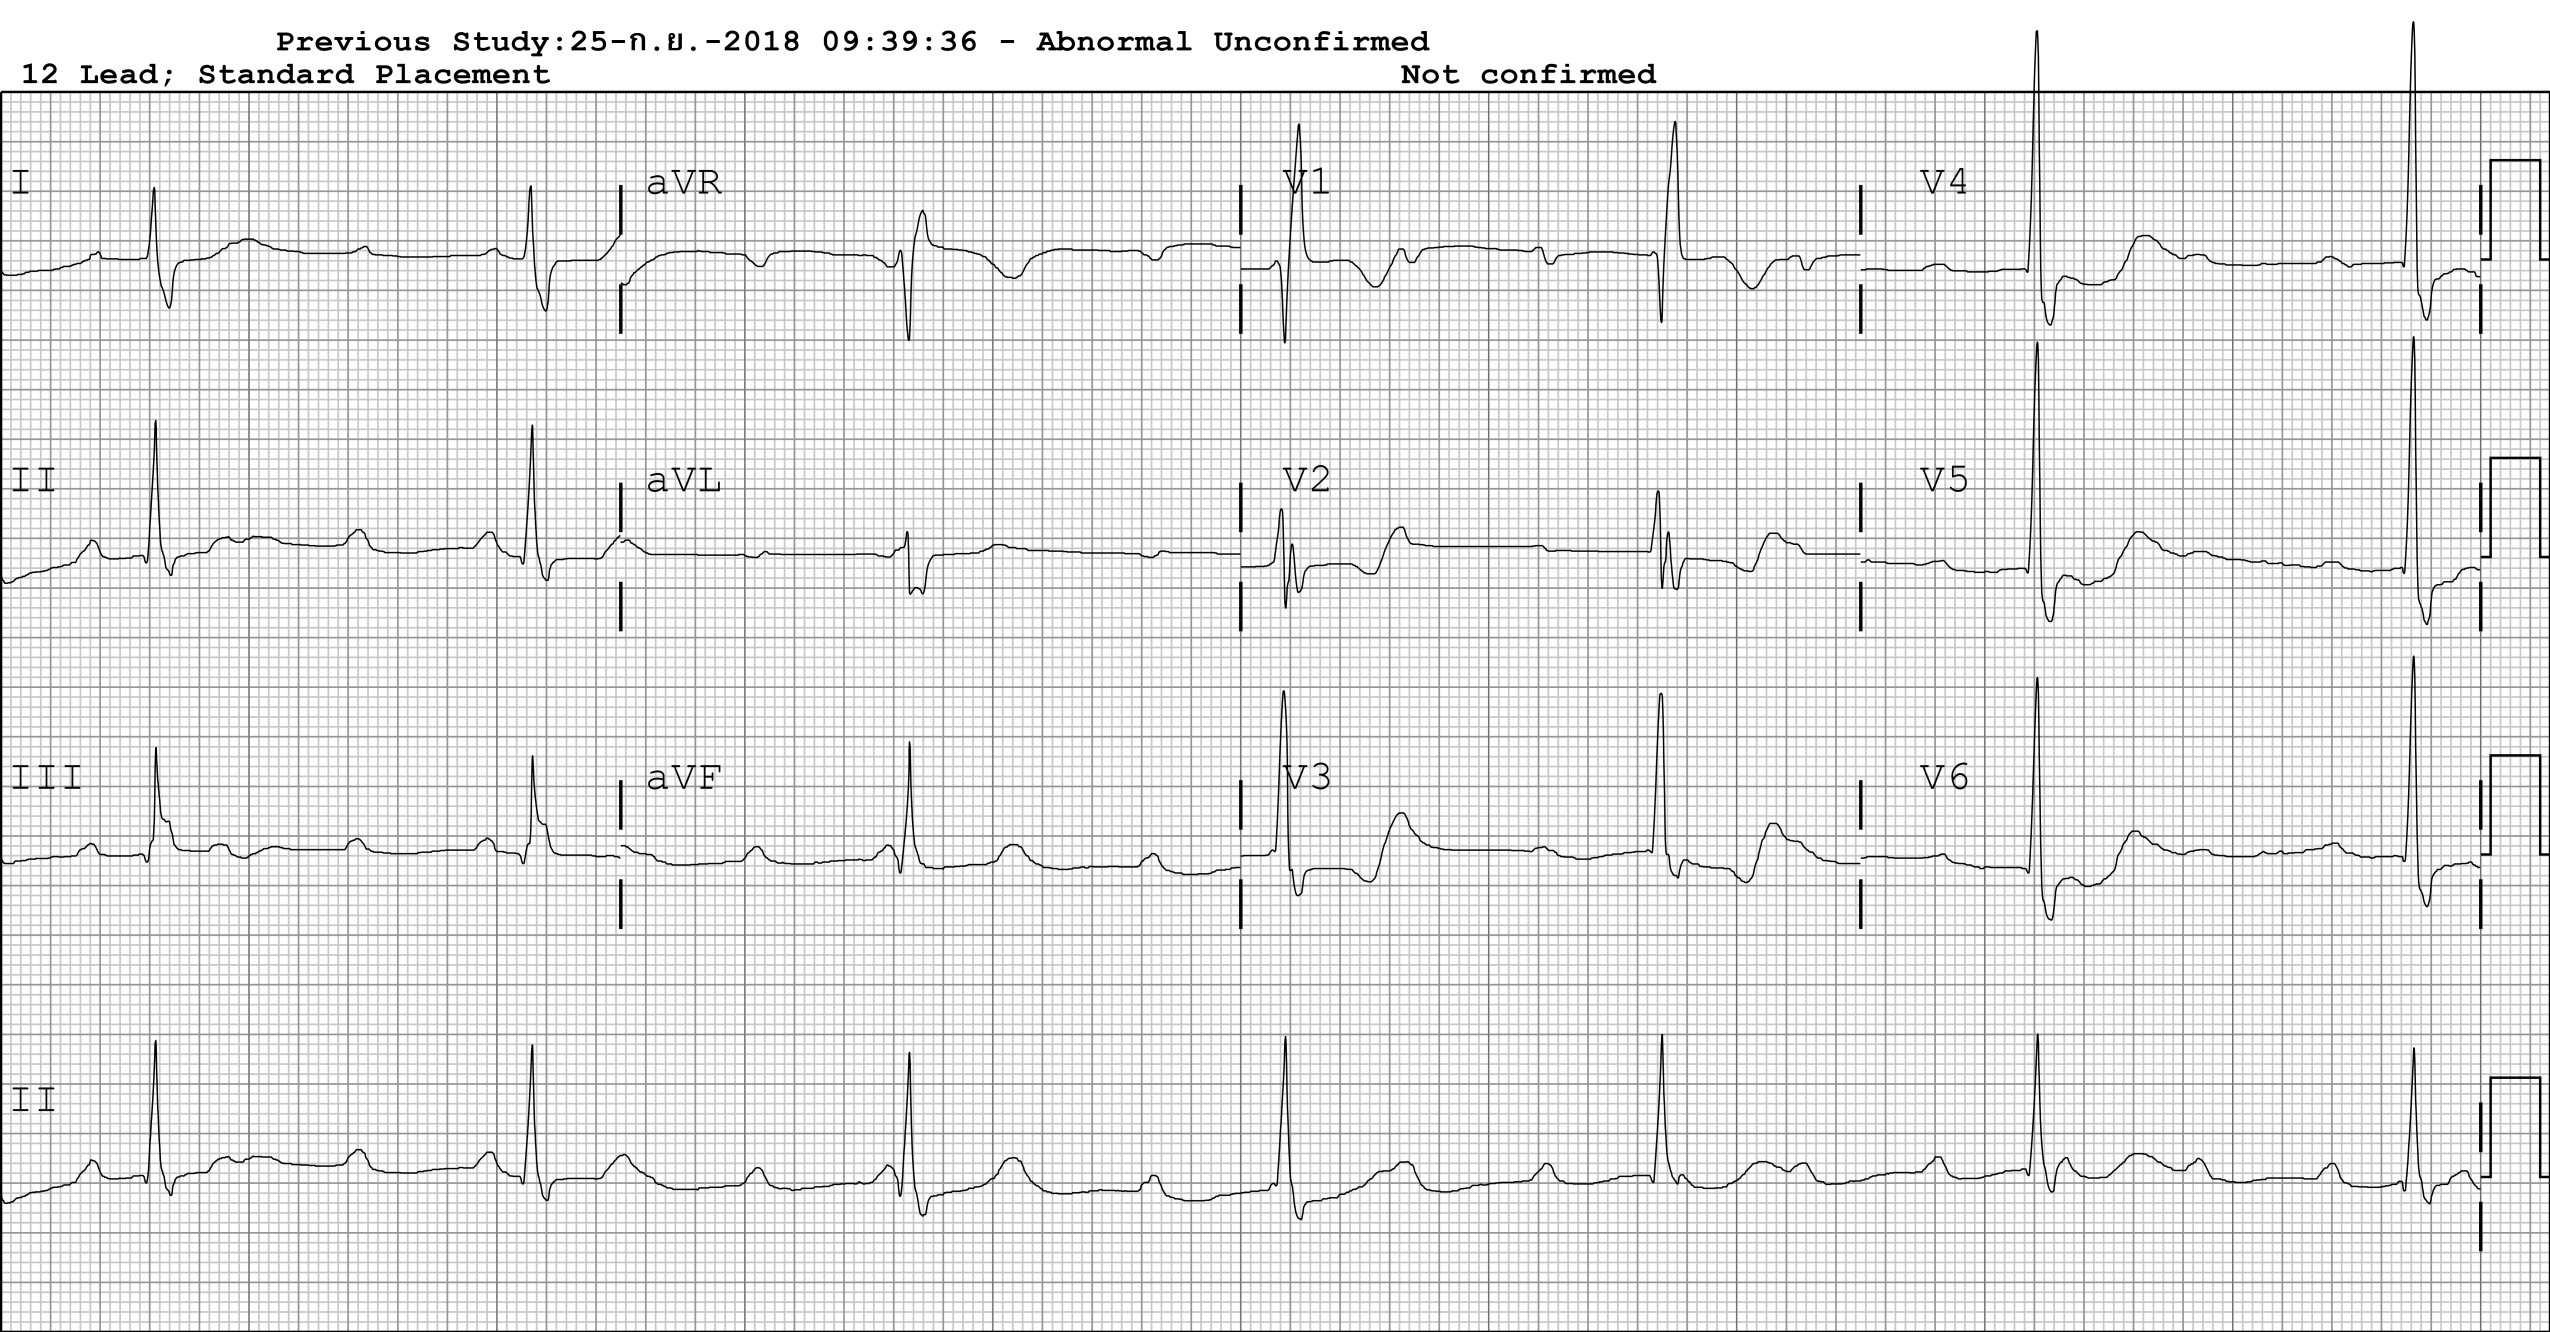 Previous Study:25-ก.ย.-2018 09:39:36 - Abnormal Unconfirmed
12 Lead; Standard Placement Not confirmed
I aVR V1 V4
II aVL V2 V5
III aVF V3 V6
II